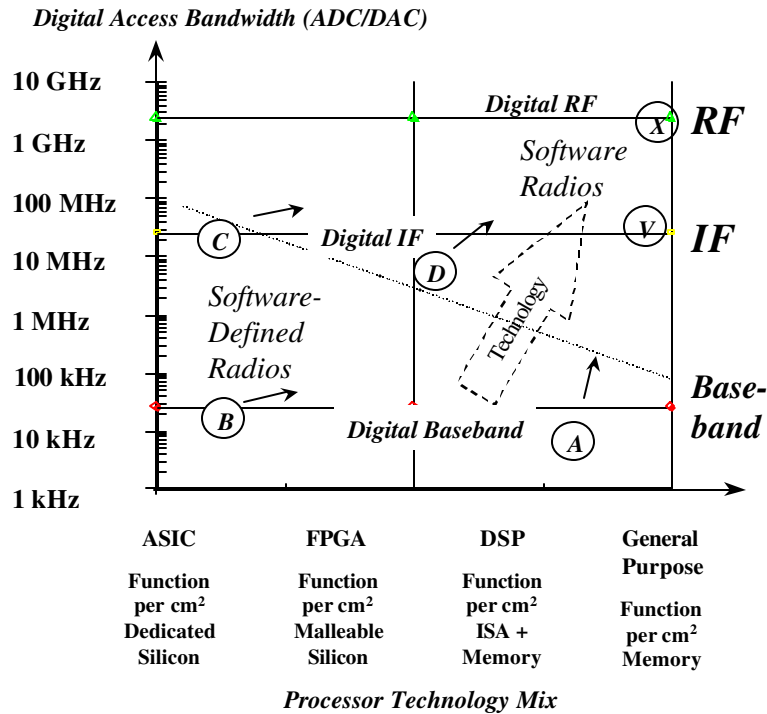 Digital Access Bandwidth (ADC/DAC)
10 GHz
1 GHz
100 MHz
10 MHz
1 MHz
100 kHz
10 kHz
1 kHz
Digital RF
X
RF
Software
Radios
C
Digital IF
D
V
IF
Software-
Defined
Radios
Technology
B
Digital Baseband
A
Base-
band
ASIC
Function
per cm²
Dedicated
Silicon
FPGA
Function
per cm²
Malleable
Silicon
DSP
Function
per cm²
ISA +
Memory
General
Purpose
Function
per cm²
Memory
Processor Technology Mix